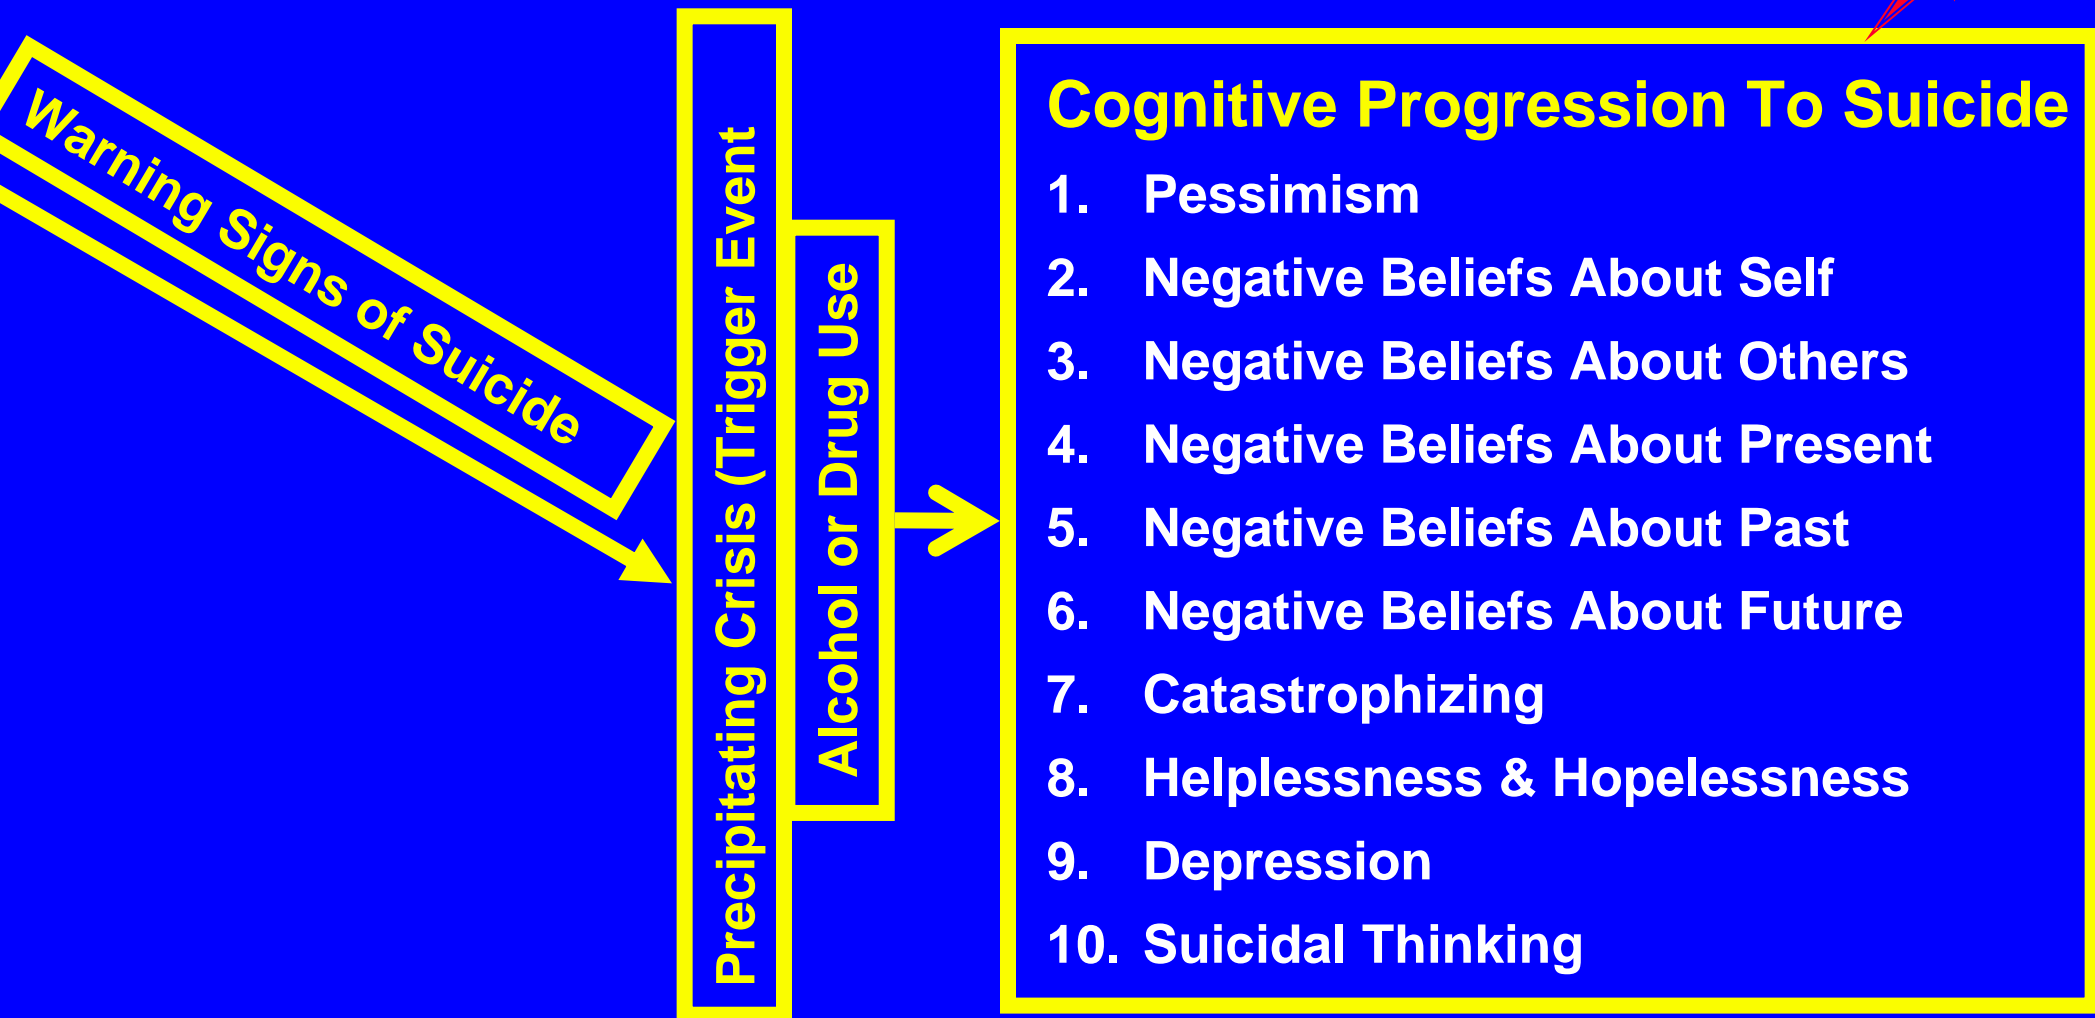 Warning Signs of Suicide
Precipitating Crisis (Trigger Event
Alcohol or Drug Use
Cognitive Progression To Suicide
1. Pessimism
2. Negative Beliefs About Self
3. Negative Beliefs About Others
4. Negative Beliefs About Present
5. Negative Beliefs About Past
6. Negative Beliefs About Future
7. Catastrophizing
8. Helplessness & Hopelessness
9. Depression
10. Suicidal Thinking